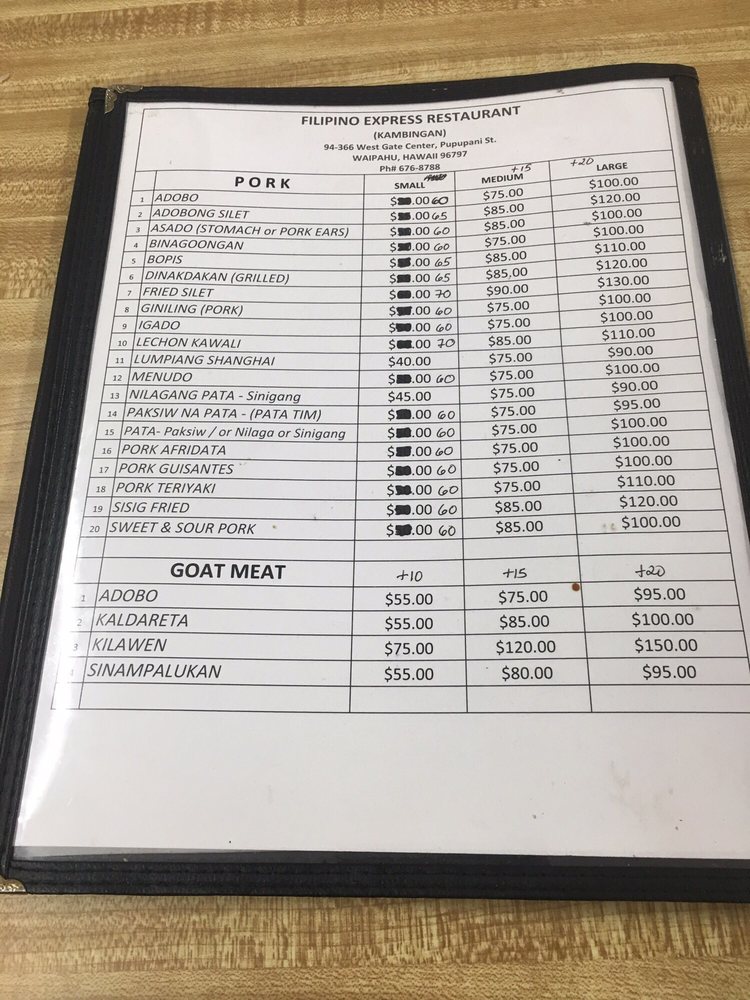 FILIPINO EXPRESS RESTAURANT
(KAMBINGAN)
94-366 West Gate Center, Pupupani St.
WAIPAHU, HAWAII 96797
Ph# 676-8788
PORK SMALL MEDIUM +15 LARGE +20
1 ADOBO $ .00 60 $75.00 $100.00
2 ADOBONG SILET $ .00 65 $85.00 $120.00
3 ASADO (STOMACH or PORK EARS) $ .00 60 $85.00 $100.00
4 BINAGOONGAN $ .00 60 $75.00 $100.00
5 BOPIS $ .00 65 $85.00 $110.00
6 DINAKDAKAN (GRILLED) $ .00 65 $85.00 $120.00
7 FRIED SILET $ .00 70 $90.00 $130.00
8 GINILING (PORK) $ .00 60 $75.00 $100.00
9 IGADO $ .00 60 $75.00 $100.00
10 LECHON KAWALI $ .00 70 $85.00 $110.00
11 LUMPIANG SHANGHAI $40.00 $75.00 $90.00
12 MENUDO $ .00 60 $75.00 $100.00
13 NILAGANG PATA - Sinigang $45.00 $75.00 $90.00
14 PAKSIW NA PATA - (PATA TIM) $ .00 60 $75.00 $95.00
15 PATA- Paksiw / or Nilaga or Sinigang $ .00 60 $75.00 $100.00
16 PORK AFRIDATA $ .00 60 $75.00 $100.00
17 PORK GUISANTES $ .00 60 $75.00 $100.00
18 PORK TERIYAKI $ .00 60 $75.00 $110.00
19 SISIG FRIED $ .00 60 $85.00 $120.00
20 SWEET & SOUR PORK $ .00 60 $85.00 $100.00
GOAT MEAT +10 +15 +20
1 ADOBO $55.00 $75.00 $95.00
2 KALDARETA $55.00 $85.00 $100.00
3 KILAWEN $75.00 $120.00 $150.00
4 SINAMPALUKAN $55.00 $80.00 $95.00